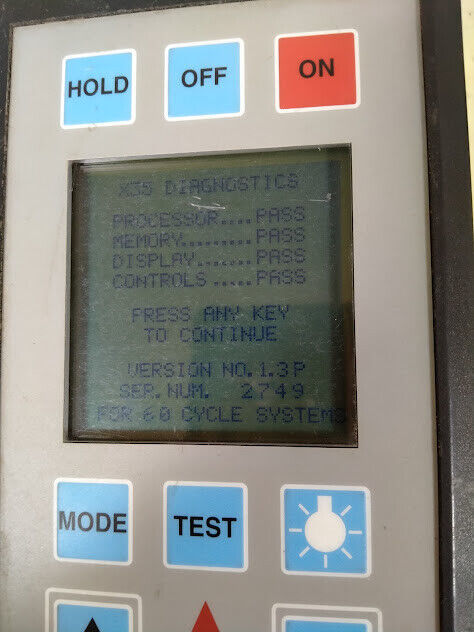 HOLD OFF ON
X35 DIAGNOSTICS
PROCESSOR.... PASS
MEMORY......... PASS
DISPLAY....... PASS
CONTROLS ..... PASS
PRESS ANY KEY
TO CONTINUE
VERSION NO. 1.3P
SER. NUM. 2749
FOR 60 CYCLE SYSTEMS
MODE TEST